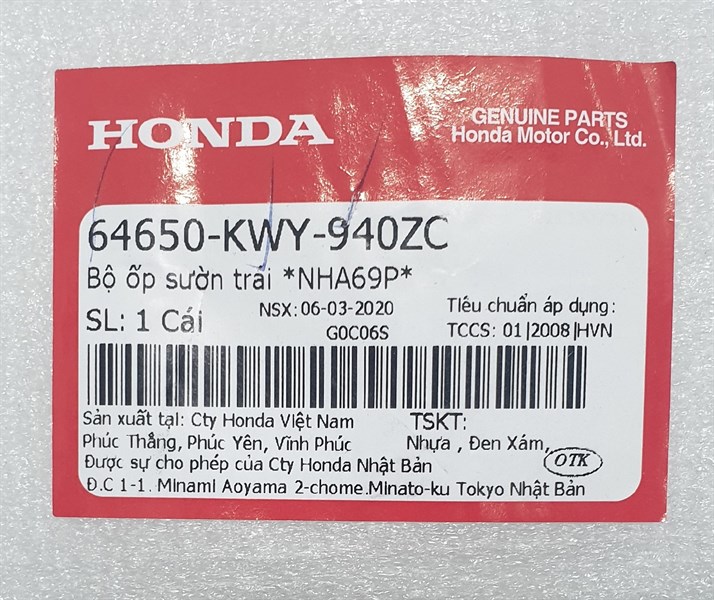 HONDA
GENUINE PARTS
Honda Motor Co., Ltd.
64650-KWY-940ZC
Bộ ốp sườn trái *NHA69P*
SL: 1 Cái
NSX: 06-03-2020
G0C06S
Tiêu chuẩn áp dụng:
TCCS: 01|2008|HVN
Sản xuất tại: Cty Honda Việt Nam
Phúc Thắng, Phúc Yên, Vĩnh Phúc
Được sự cho phép của Cty Honda Nhật Bản
Đ.C 1-1. Minami Aoyama 2-chome.Minato-ku Tokyo Nhật Bản
TSKT:
Nhựa , Đen Xám,
OTK